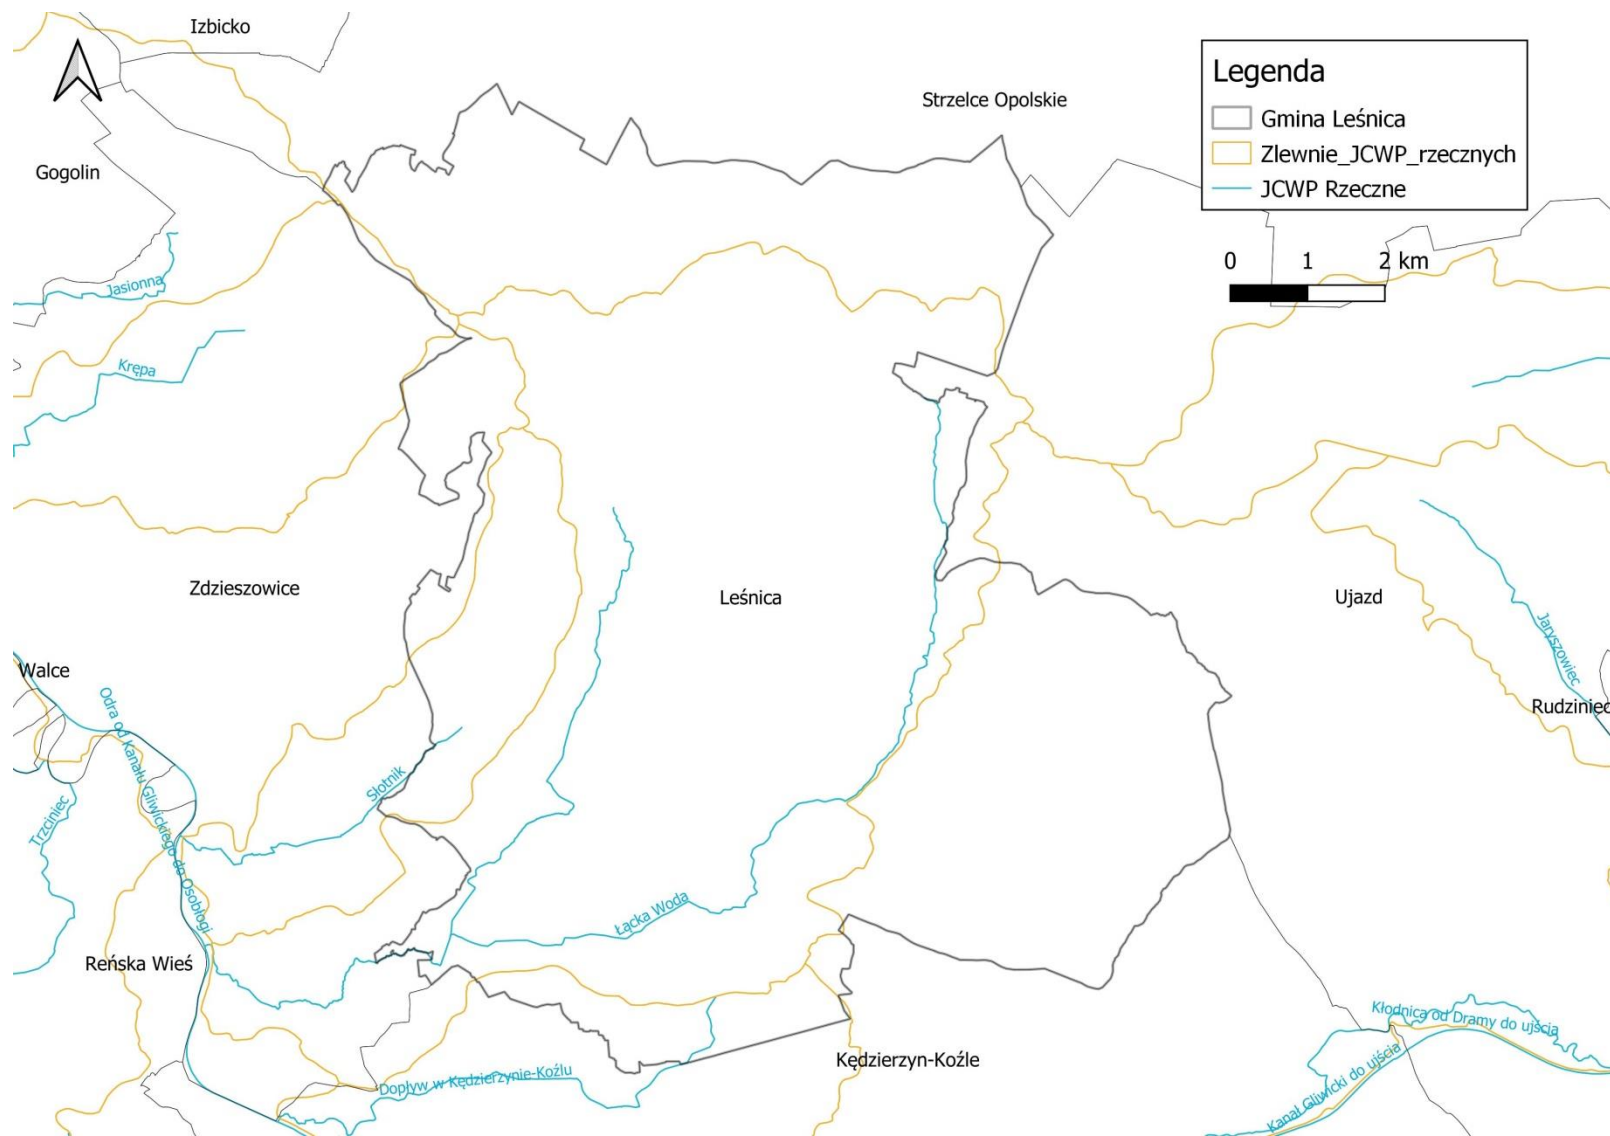 Izbicko
Strzelce Opolskie
Gogolin
Legenda
Gmina Leśnica
Zlewnie_JCWP_rzecznych
JCWP Rzeczne
0 1 2 km
Jasionna
Krępa
Zdzieszowice
Leśnica
Ujazd
Walce
Jaryszowiec
Rudziniec
Odra od Kanału Gliwickiego do Osobłogi
Słotnik
Trzciniec
Łącka Woda
Reńska Wieś
Kędzierzyn-Koźle
Dopływ w Kędzierzynie-Koźlu
Kłodnica od Dramy do ujścia
Kanał Gliwicki do ujścia